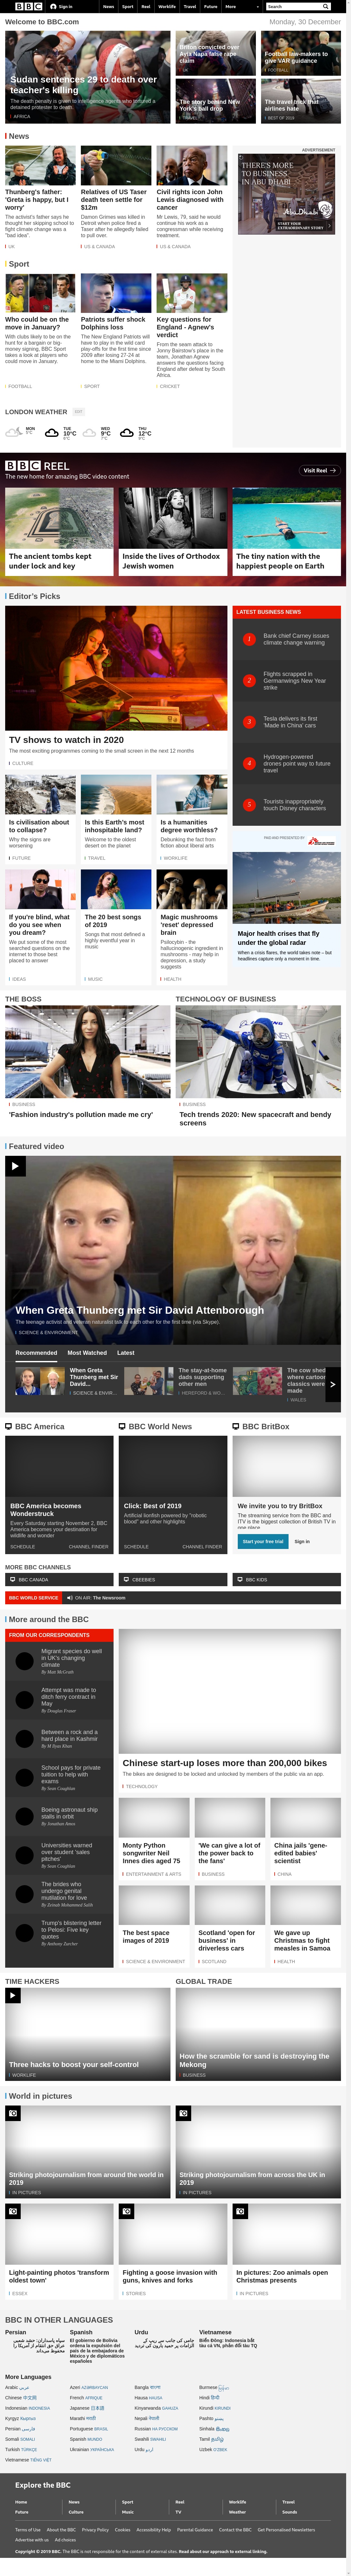 BBC
Sign in
News
Sport
Reel
Worklife
Travel
Future
More
Search
Welcome to BBC.com
Monday, 30 December
Sudan sentences 29 to death over
teacher's killing
The death penalty is given to intelligence agents who tortured a
detained protester to death.
AFRICA
Briton convicted over
Ayia Napa false rape
claim
UK
Football law-makers to
give VAR guidance
FOOTBALL
The story behind New
York's ball drop
TRAVEL
The travel trick that
airlines hate
BEST OF 2019
News
Thunberg's father:
'Greta is happy, but I
worry'
The activist's father says he
thought her skipping school to
fight climate change was a
"bad idea".
UK
Relatives of US Taser
death teen settle for
$12m
Damon Grimes was killed in
Detroit when police fired a
Taser after he allegedly failed
to pull over.
US & CANADA
Civil rights icon John
Lewis diagnosed with
cancer
Mr Lewis, 79, said he would
continue his work as a
congressman while receiving
treatment.
US & CANADA
ADVERTISEMENT
THERE'S MORE
TO BUSINESS
IN ABU DHABI
Abu Dhabi
START YOUR
EXTRAORDINARY STORY
Sport
Who could be on the
move in January?
With clubs likely to be on the
hunt for a bargain or big-
money signing, BBC Sport
takes a look at players who
could move in January.
FOOTBALL
Patriots suffer shock
Dolphins loss
The New England Patriots will
have to play in the wild card
play-offs for the first time since
2009 after losing 27-24 at
home to the Miami Dolphins.
SPORT
Key questions for
England - Agnew's
verdict
From the search att to
Jonny Bairstow's place in the
team, Jonathan Agnew
answers the questions facing
England after defeat by South
Africa.
CRICKET
LONDON WEATHER
EDIT
MON
5°C
TUE
10°C
6°C
WED
9°C
7°C
THU
12°C
9°C
BBC REEL
The new home for amazing BBC video content
Visit Reel
The ancient tombs kept
under lock and key
Inside the lives of Orthodox
Jewish women
The tiny nation with the
happiest people on Earth
Editor's Picks
TV shows to watch in 2020
The most exciting programmes coming to the small screen in the next 12 months
CULTURE
LATEST BUSINESS NEWS
1
Bank chief Carney issues
climate change warning
2
Flights scrapped in
Germanwings New Year
strike
3
Tesla delivers its first
'Made in China' cars
4
Hydrogen-powered
drones point way to future
travel
5
Tourists inappropriately
touch Disney characters
Is civilisation about
to collapse?
Why the signs are
worsening
FUTURE
Is this Earth's most
inhospitable land?
Welcome to the oldest
desert on the planet
TRAVEL
Is a humanities
degree worthless?
Debunking the fact from
fiction about liberal arts
WORKLIFE
PAID AND PRESENTED BY
Major health crises that fly
under the global radar
When a crisis flares, the world takes note – but
headlines capture only a moment in time.
If you're blind, what
do you see when
you dream?
We put some of the most
searched questions on the
internet to those best
placed to answer
IDEAS
The 20 best songs
of 2019
Songs that most defined a
highly eventful year in
music
MUSIC
Magic mushrooms
'reset' depressed
brain
Psilocybin - the
hallucinogenic ingredient in
mushrooms - may help in
depression, a study
suggests
HEALTH
THE BOSS
BUSINESS
'Fashion industry's pollution made me cry'
TECHNOLOGY OF BUSINESS
BUSINESS
Tech trends 2020: New spacecraft and bendy
screens
Featured video
When Greta Thunberg met Sir David Attenborough
The teenage activist and veteran naturalist talk to each other for the first time (via Skype).
SCIENCE & ENVIRONMENT
Recommended
Most Watched
Latest
When Greta
Thunberg met Sir
David...
SCIENCE & ENVIR...
The stay-at-home
dads supporting
other men
HEREFORD & WO...
The cow shed
where cartoon
classics were
made
WALES
BBC America
BBC America becomes
Wonderstruck
Every Saturday starting November 2, BBC
America becomes your destination for
wildlife and wonder
SCHEDULE
CHANNEL FINDER
BBC World News
Click: Best of 2019
Artificial bonfish powered by "robotic
blood" and other highlights
SCHEDULE
CHANNEL FINDER
BBC BritBox
We invite you to try BritBox
The streaming service from the BBC and
ITV is the biggest collection of British TV in
one place
Start your free trial
Sign in
MORE BBC CHANNELS
BBC CANADA
CBEEBIES
BBC KIDS
BBC WORLD SERVICE
ON AIR: The Newsroom
More around the BBC
FROM OUR CORRESPONDENTS
Migrant species do well
in UK's changing
climate
By Matt McGrath
Attempt was made to
ditch ferry contract in
May
By Douglas Fraser
Between a rock and a
hard place in Kashmir
By M Ilyas Khan
School pays for private
tuition to help with
exams
By Sean Coughlan
Boeing astronaut ship
stalls in orbit
By Jonathan Amos
Universities warned
over student 'sales
pitches'
By Sean Coughlan
The brides who
undergo genital
mutilation for love
By Zeinab Mohammed Salih
Trump's blistering letter
to Pelosi: Five key
quotes
By Anthony Zurcher
Chinese start-up loses more than 200,000 bikes
The bikes are designed to be locked and unlocked by members of the public via an app.
TECHNOLOGY
Monty Python
songwriter Neil
Innes dies aged 75
ENTERTAINMENT & ARTS
'We can give a lot of
the power back to
the fans'
BUSINESS
China jails 'gene-
edited babies'
scientist
CHINA
The best space
images of 2019
SCIENCE & ENVIRONMENT
Scotland 'open for
business' in
driverless cars
SCOTLAND
We gave up
Christmas to fight
measles in Samoa
HEALTH
TIME HACKERS
Three hacks to boost your self-control
WORKLIFE
GLOBAL TRADE
How the scramble for sand is destroying the
Mekong
BUSINESS
World in pictures
Striking photojournalism from around the world in
2019
IN PICTURES
Striking photojournalism from across the UK in
2019
IN PICTURES
Light-painting photos 'transform
oldest town'
ESSEX
Fighting a goose invasion with
guns, knives and forks
STORIES
In pictures: Zoo animals open
Christmas presents
IN PICTURES
BBC IN OTHER LANGUAGES
Persian
Spanish
El gobierno de Bolivia
ordena la expulsión del
país de la embajadora de
México y de diplomáticos
españoles
Urdu
Vietnamese
Biển Đông: Indonesia bắt
tàu cá VN, phản đối tàu TQ
More Languages
Arabic عربي
Azeri AZƏRBAYCAN
Bangla বাংলা
Burmese
Chinese 中文网
French AFRIQUE
Hausa HAUSA
Hindi हिन्दी
Indonesian INDONESIA
Japanese 日本語
Kinyarwanda GAHUZA
Kirundi KIRUNDI
Kyrgyz Кыргыз
Marathi मराठी
Nepali नेपाली
Pashto پښتو
Persian فارسی
Portuguese BRASIL
Russian НА РУССКОМ
Sinhala සිංහල
Somali SOMALI
Spanish MUNDO
Swahili SWAHILI
Tamil தமிழ்
Turkish TÜRKÇE
Ukrainian УКРАЇНСЬКA
Urdu اردو
Uzbek O'ZBEK
Vietnamese TIẾNG VIỆT
Explore the BBC
Home
News
Sport
Reel
Worklife
Travel
Future
Culture
Music
TV
Weather
Sounds
Terms of Use
About the BBC
Privacy Policy
Cookies
Accessibility Help
Parental Guidance
Contact the BBC
Get Personalised Newsletters
Advertise with us
Ad choices
Copyright © 2019 BBC. The BBC is not responsible for the content of external sites. Read about our approach to external linking.